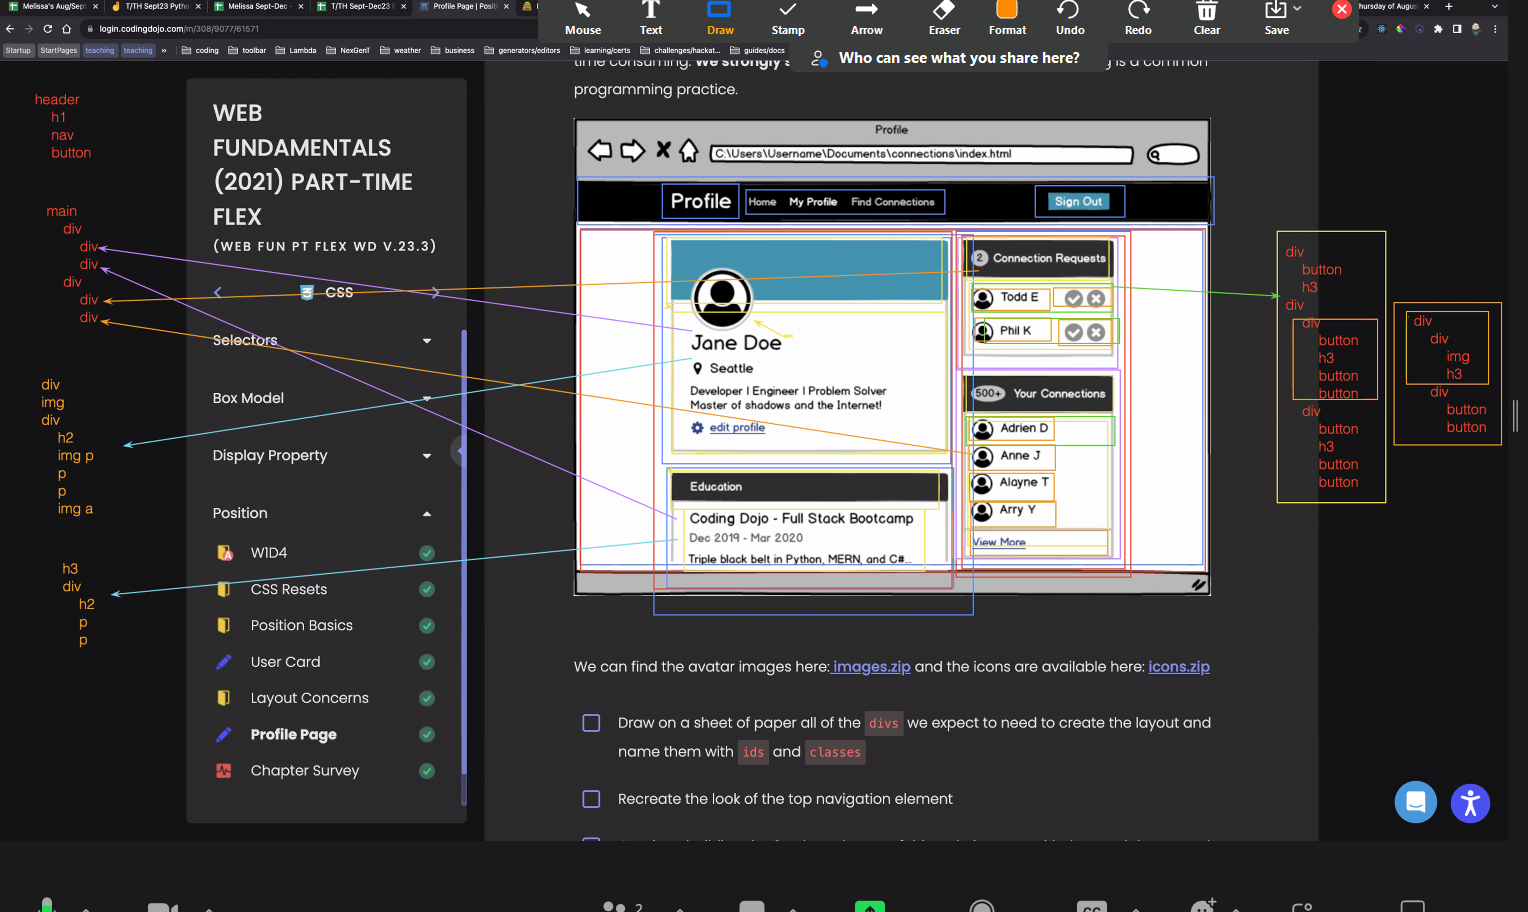 Melissa's Aug/Sept
T/TH Sept23 Pytho
Melissa Sept-Dec
T/TH Sept-Dec23
Profile Page | Positi
hursday of Augus
login.codingdojo.com/m/308/9077/61571
Startup
StartPages
teaching
teaching
»
coding
toolbar
Lambda
NexGenT
weather
business
generators/editors
learning/certs
challenges/hackat...
guides/docs
Mouse
Text
Draw
Stamp
Arrow
Eraser
Format
Undo
Redo
Clear
Save
Who can see what you share here?
time consuming. We strongly s
g is a common
programming practice.
header
h1
nav
button
main
div
div
div
div
div
div
div
img
div
h2
img p
p
p
img a
h3
div
h2
p
p
WEB
FUNDAMENTALS
(2021) PART-TIME
FLEX
(WEB FUN PT FLEX WD V.23.3)
CSS
Selectors
Box Model
Display Property
Position
W1D4
CSS Resets
Position Basics
User Card
Layout Concerns
Profile Page
Chapter Survey
Profile
C:\Users\Username\Documents\connections\index.html
Profile
Home
My Profile
Find Connections
Sign Out
Jane Doe
Seattle
Developer | Engineer | Problem Solver
Master of shadows and the Internet!
edit profile
Education
Coding Dojo - Full Stack Bootcamp
Dec 2019 - Mar 2020
Triple black belt in Python, MERN, and C#...
2 Connection Requests
Todd E
Phil K
500+ Your Connections
Adrien D
Anne J
Alayne T
Arry Y
View More
div
button
h3
div
div
button
h3
button
button
div
button
h3
button
button
div
div
img
h3
div
button
button
We can find the avatar images here: images.zip and the icons are available here: icons.zip
Draw on a sheet of paper all of the divs we expect to need to create the layout and
name them with ids and classes
Recreate the look of the top navigation element
2
CC